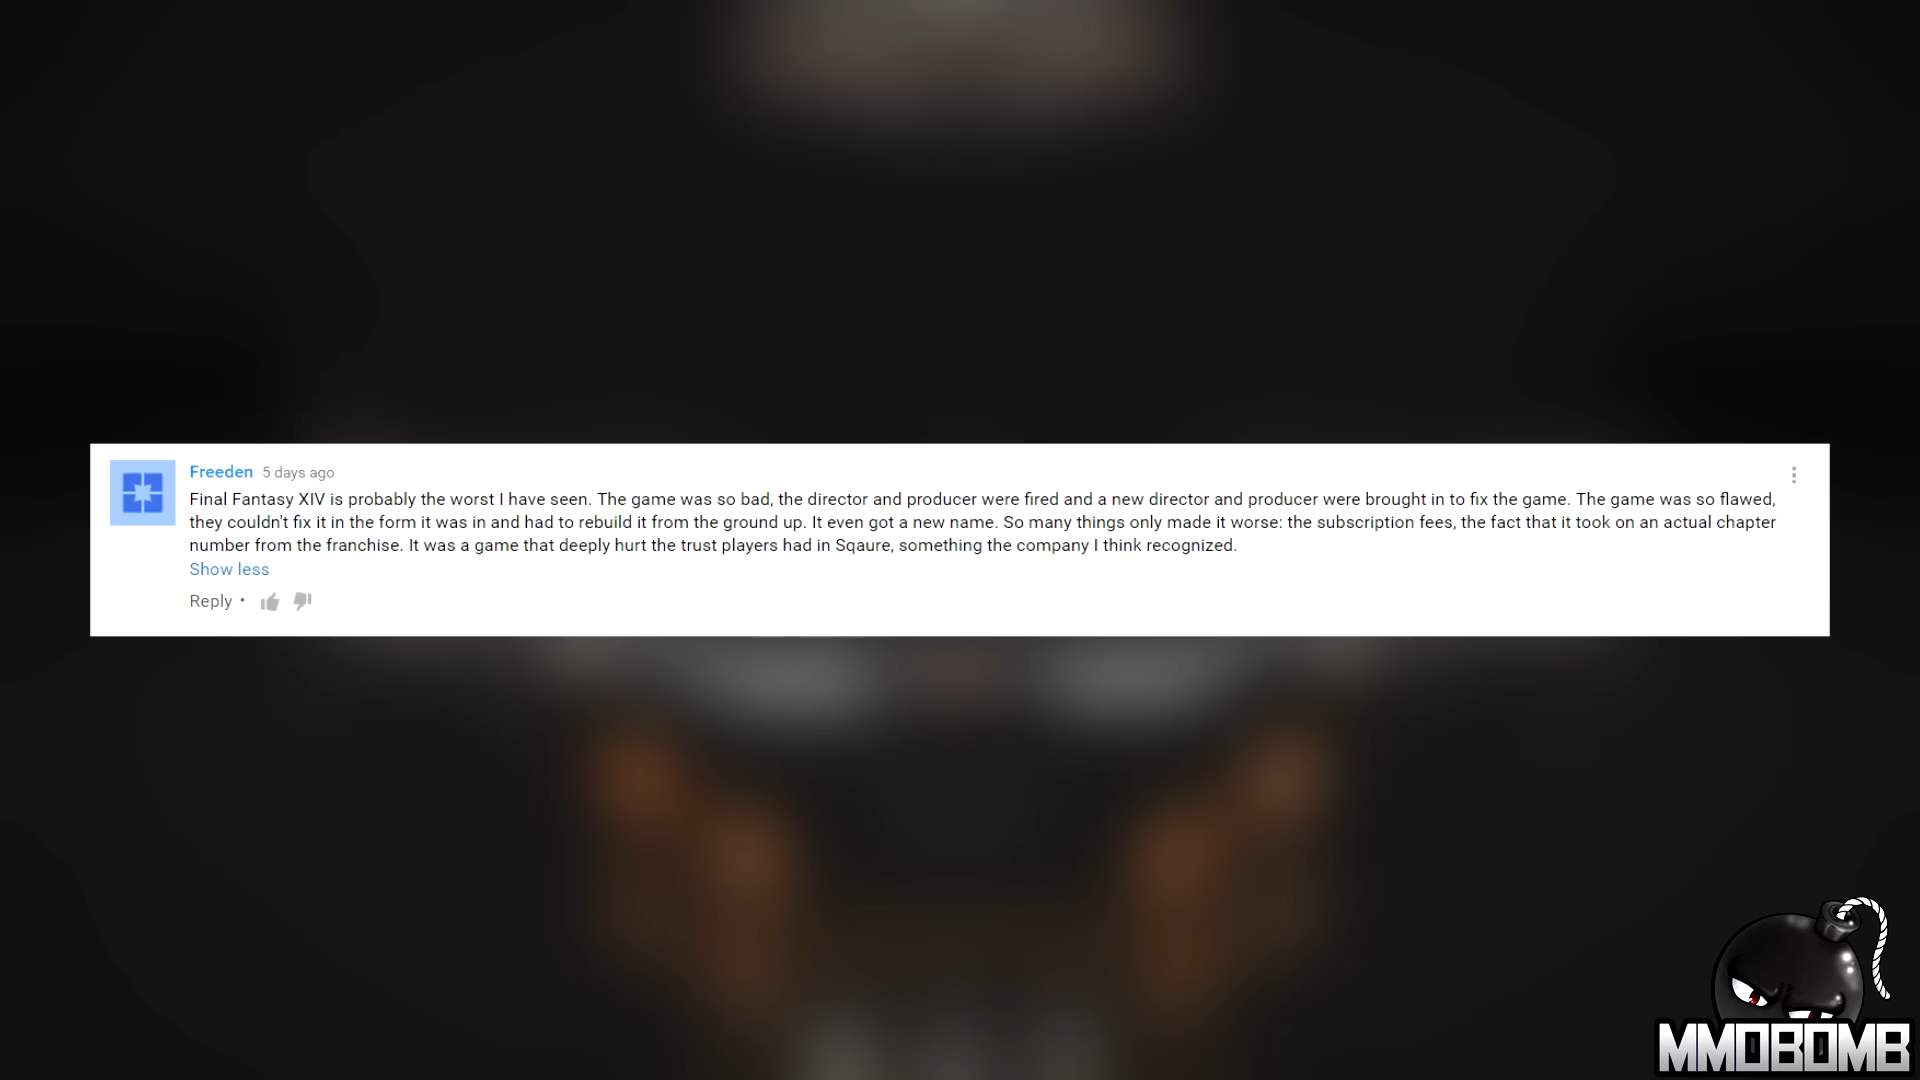 Freeden 5 days ago
Final Fantasy XIV is probably the worst I have seen. The game was so bad, the director and producer were fired and a new director and producer were brought in to fix the game. The game was so flawed,
they couldn't fix it in the form it was in and had to rebuild it from the ground up. It even got a new name. So many things only made it worse: the subscription fees, the fact that it took on an actual chapter
number from the franchise. It was a game that deeply hurt the trust players had in Sqaure, something the company I think recognized.
Show less
Reply •
MMOBOMB